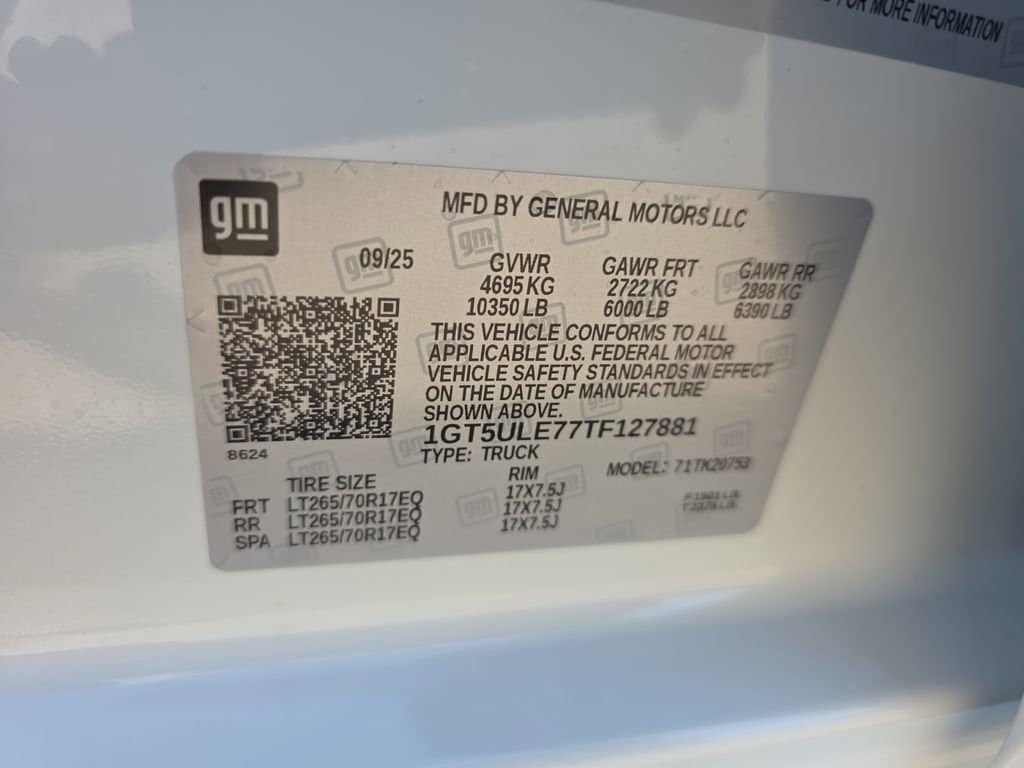 FOR MORE INFORMATION
gm
MFD BY GENERAL MOTORS LLC
09/25
GVWR GAWR FRT GAWR RR
4695 KG 2722 KG 2898 KG
10350 LB 6000 LB 6390 LB
THIS VEHICLE CONFORMS TO ALL
APPLICABLE U.S. FEDERAL MOTOR
VEHICLE SAFETY STANDARDS IN EFFECT
ON THE DATE OF MANUFACTURE
SHOWN ABOVE.
1GT5ULE77TF127881
8624
TYPE: TRUCK
MODEL: 71TK20753
TIRE SIZE RIM
FRT LT265/70R17EQ 17X7.5J
RR LT265/70R17EQ 17X7.5J
SPA LT265/70R17EQ 17X7.5J